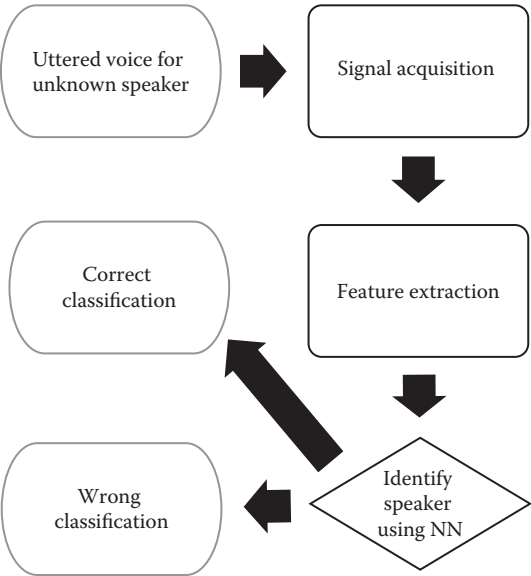 Uttered voice for
unknown speaker
Signal acquisition
Feature extraction
Identify
speaker
using NN
Correct
classification
Wrong
classification